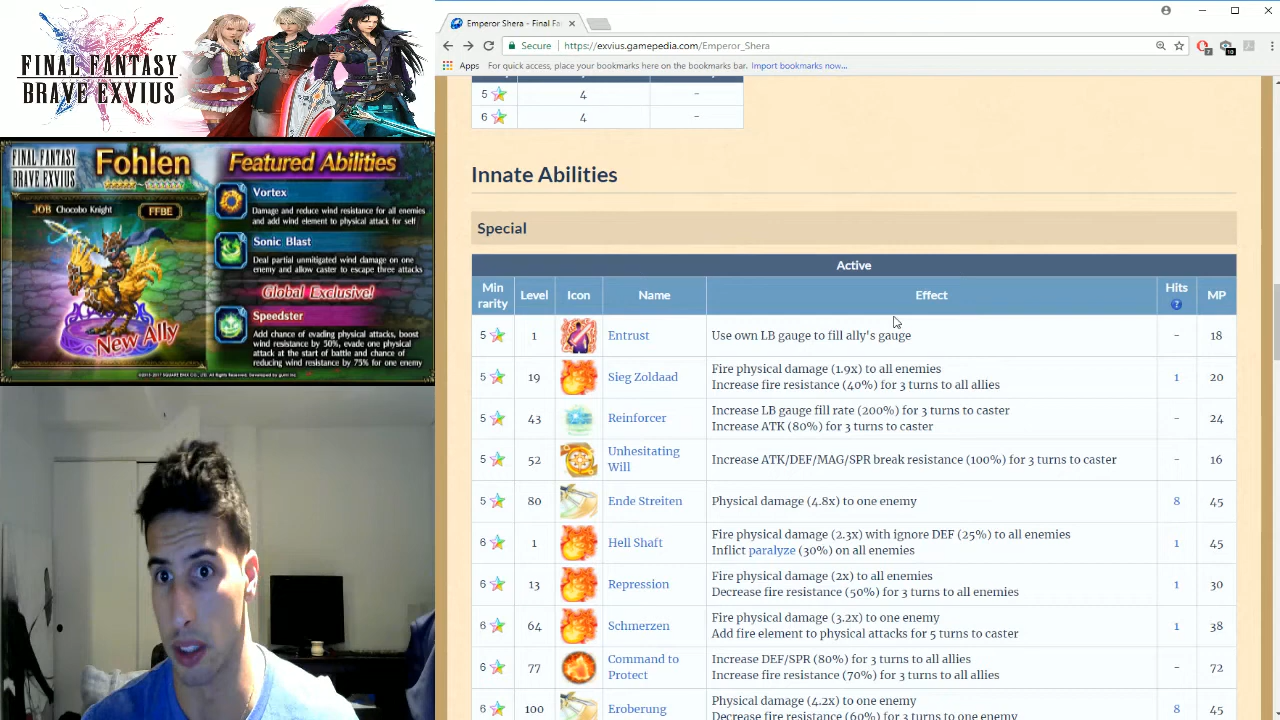 FINAL FANTASY
BRAVE EXVIUS
FINAL FANTASY
BRAVE EXVIUS
Fohlen
JOB Chocobo Knight
FFBE
New Ally
Featured Abilities
Vortex
Damage and reduce wind resistance for all enemies
and add wind element to physical attack for self
Sonic Blast
Deal partial unmitigated wind damage on one
enemy and allow caster to escape three attacks
Global Exclusive!
Speedster
Add chance of evading physical attacks, boost
wind resistance by 50%, evade one physical
attack at the start of battle and chance of
reducing wind resistance by 75% for one enemy
Emperor Shera - Final Fa
Secure
https://exvius.gamepedia.com/Emperor_Shera
Apps
For quick access, place your bookmarks here on the bookmarks bar. Import bookmarks now...
5 4 -
6 4 -
Innate Abilities
Special
Active
Min rarity Level Icon Name Effect Hits ? MP
5 1 Entrust Use own LB gauge to fill ally's gauge 18
5 19 Sieg Zoldaad Fire physical damage (1.9x) to all enemies
Increase fire resistance (40%) for 3 turns to all allies 1 20
5 43 Reinforcer Increase LB gauge fill rate (200%) for 3 turns to caster
Increase ATK (80%) for 3 turns to caster - 24
5 52 Unhesitating Will Increase ATK/DEF/MAG/SPR break resistance (100%) for 3 turns to caster - 16
5 80 Ende Streiten Physical damage (4.8x) to one enemy 8 45
6 1 Hell Shaft Fire physical damage (2.3x) with ignore DEF (25%) to all enemies
Inflict paralyze (30%) on all enemies 1 45
6 13 Repression Fire physical damage (2x) to all enemies
Decrease fire resistance (50%) for 3 turns to all enemies 1 30
6 64 Schmerzen Fire physical damage (3.2x) to one enemy
Add fire element to physical attacks for 5 turns to caster 1 38
6 77 Command to Protect Increase DEF/SPR (80%) for 3 turns to all allies
Increase fire resistance (70%) for 3 turns to all allies - 72
6 100 Eroberung Physical damage (4.2x) to one enemy
Decrease fire resistance (60%) for 3 turns to one enemy 8 45